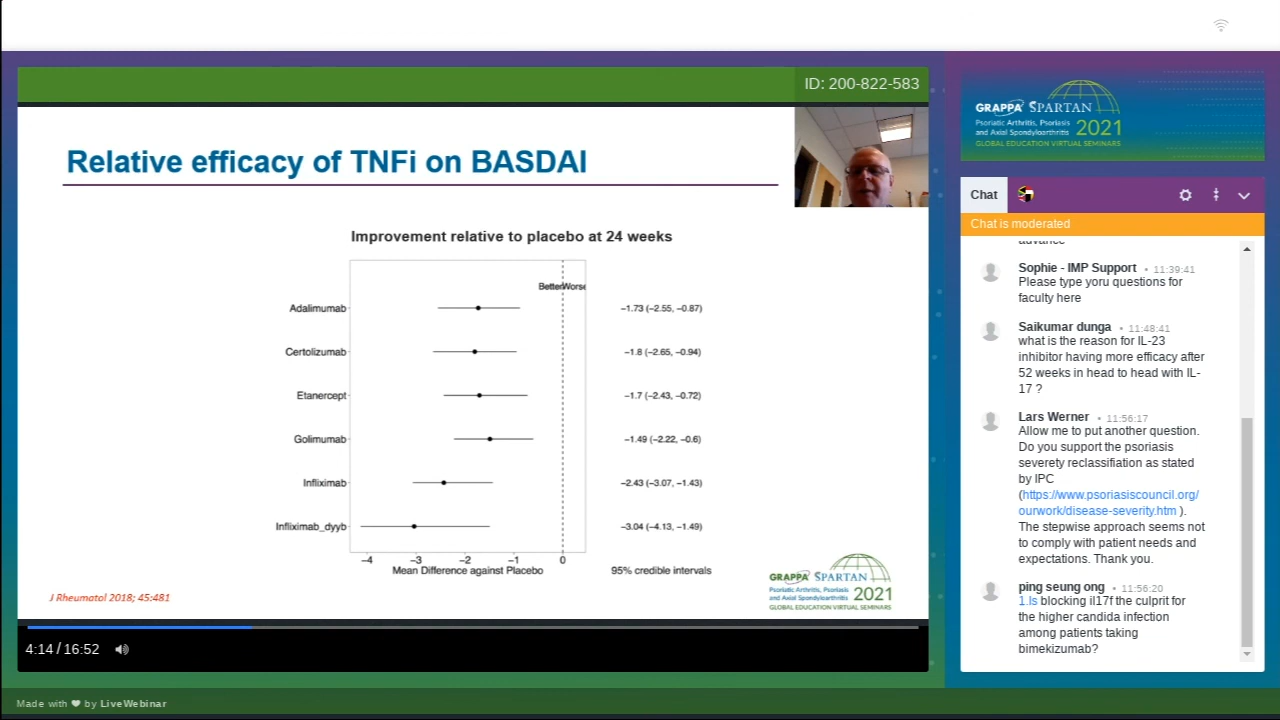 ID: 200-822-583
Relative efficacy of TNFi on BASDAI
Improvement relative to placebo at 24 weeks
BetterWorse
Adalimumab
−1.73 (−2.55, −0.87)
Certolizumab
−1.8 (−2.65, −0.94)
Etanercept
−1.7 (−2.43, −0.72)
Golimumab
−1.49 (−2.22, −0.6)
Infliximab
−2.43 (−3.07, −1.43)
Infliximab_dyyb
−3.04 (−4.13, −1.49)
−4 −3 −2 −1 0
Mean Difference against Placebo
95% credible intervals
J Rheumatol 2018; 45:481
GRAPPA SPARTAN
Psoriatic Arthritis, Psoriasis
and Axial Spondyloarthritis 2021
GLOBAL EDUCATION VIRTUAL SEMINARS
4:14 / 16:52
GRAPPA SPARTAN
Psoriatic Arthritis, Psoriasis
and Axial Spondyloarthritis 2021
GLOBAL EDUCATION VIRTUAL SEMINARS
Chat
Chat is moderated
advance
Sophie - IMP Support • 11:39:41
Please type yoru questions for
faculty here
Saikumar dunga • 11:48:41
what is the reason for IL-23
inhibitor having more efficacy after
52 weeks in head to head with IL-
17 ?
Lars Werner • 11:56:17
Allow me to put another question.
Do you support the psoriasis
severety reclassifiation as stated
by IPC
(https://www.psoriasiscouncil.org/
ourwork/disease-severity.htm ).
The stepwise approach seems not
to comply with patient needs and
expectations. Thank you.
ping seung ong • 11:56:20
1.Is blocking il17f the culprit for
the higher candida infection
among patients taking
bimekizumab?
Made with ❤ by LiveWebinar